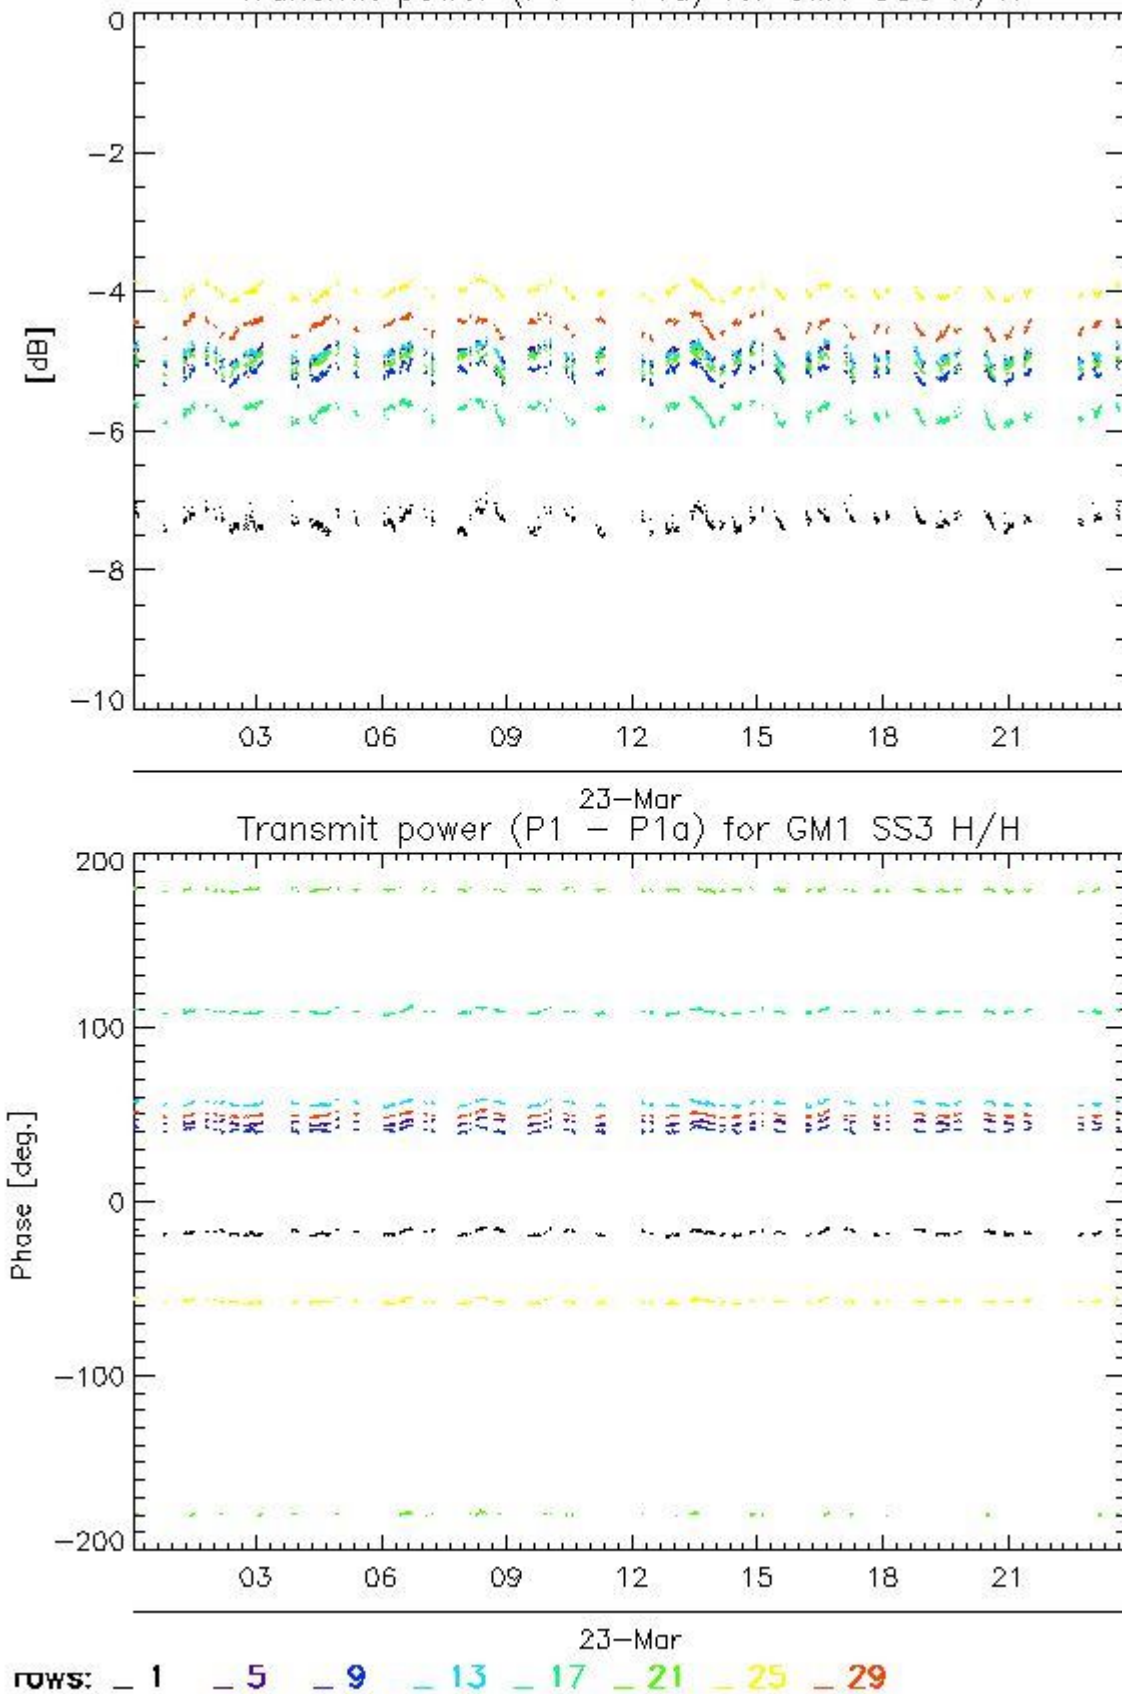 0
-2
-4
-6
-8
-10
[dB]
03 06 09 12 15 18 21
23-Mar
Transmit power (P1 - P1a) for GM1 SS3 H/H
200
100
0
-100
-200
Phase [deg.]
03 06 09 12 15 18 21
23-Mar
rows: _ 1 _ 5 _ 9 _ 13 _ 17 _ 21 _ 25 _ 29